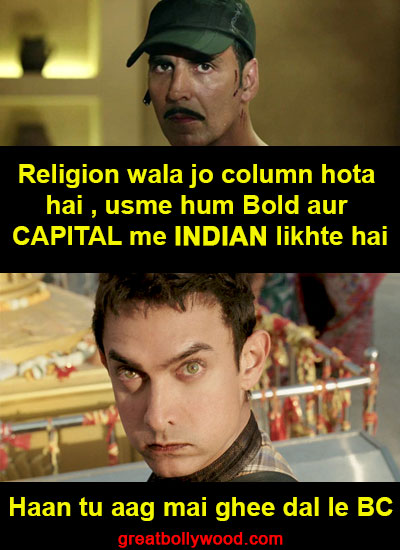 Religion wala jo column hota
hai , usme hum Bold aur
CAPITAL me INDIAN likhte hai
Haan tu aag mai ghee dal le BC
greatbollywood.com